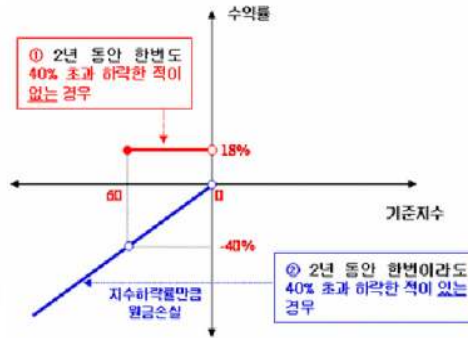 수익률
① 2년 동안 한번도
40% 초과 하락한 적이
없는 경우
18%
60
0
기준지수
-40%
② 2년 동안 한번이라도
40% 초과 하락한 적이 있는
경우
지수하락률만큼
원금손실